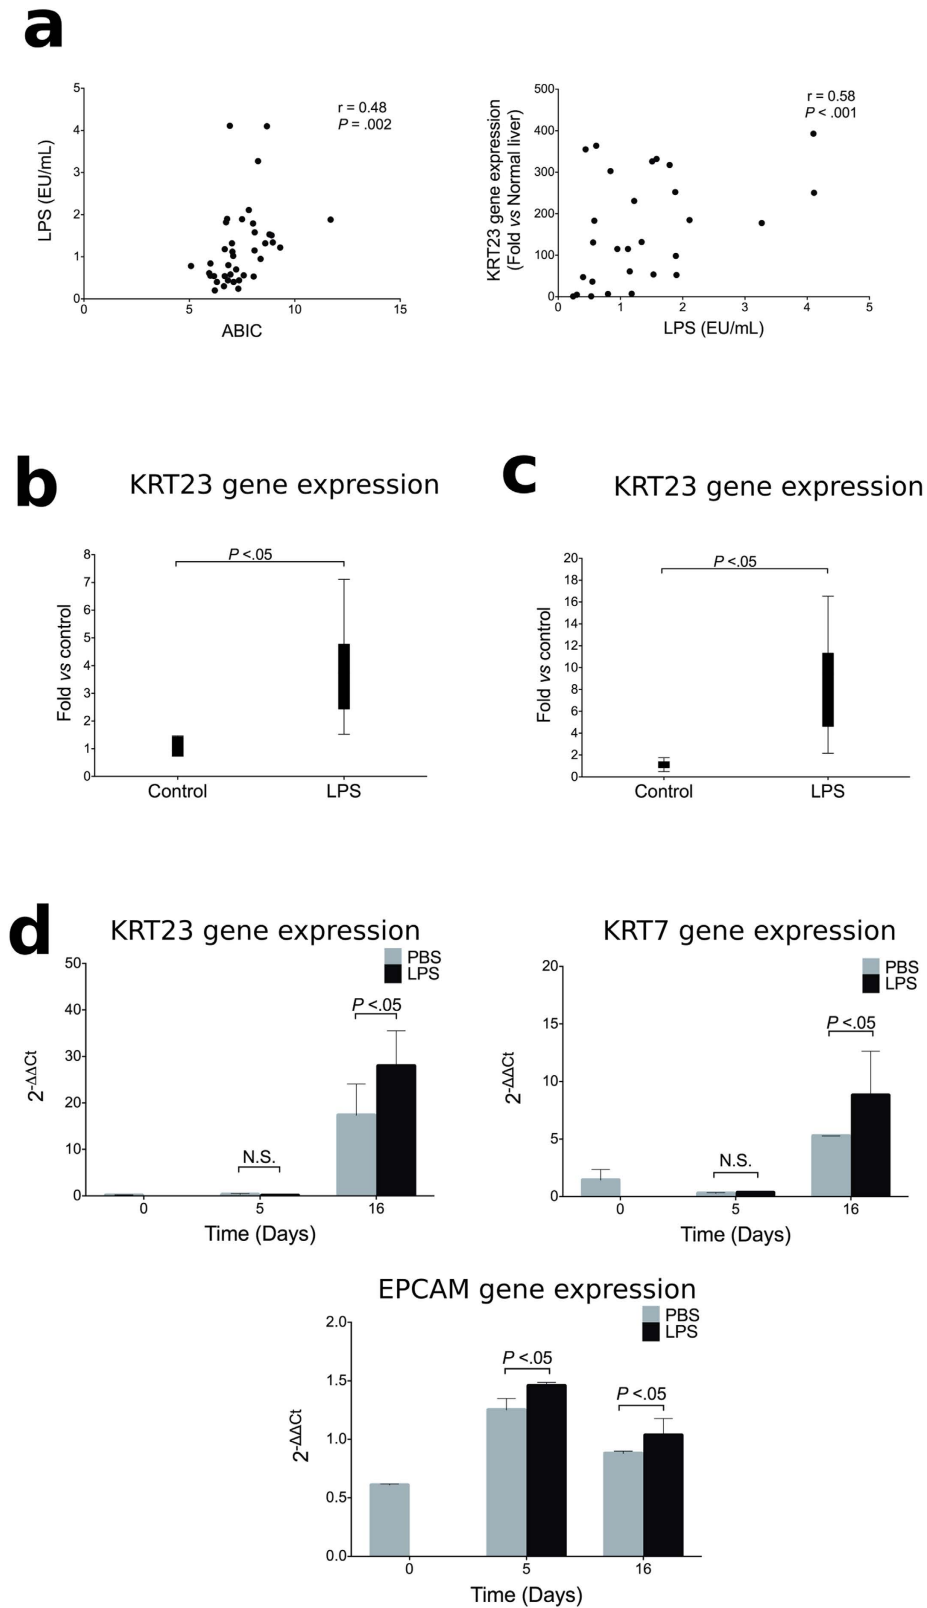 a
5
4
3
2
1
0
LPS (EU/mL)
r = 0.48
P = .002
0
5
10
15
ABIC
500
400
300
200
100
0
KRT23 gene expression
(Fold vs Normal liver)
r = 0.58
P < .001
0
1
2
3
4
5
LPS (EU/mL)
b
KRT23 gene expression
8
7
6
5
4
3
2
1
0
Fold vs control
P <.05
Control
LPS
c
KRT23 gene expression
20
18
16
14
12
10
8
6
4
2
0
Fold vs control
P <.05
Control
LPS
d
KRT23 gene expression
PBS
LPS
50
40
30
20
10
0
2-ΔΔCt
N.S.
P <.05
0
5
16
Time (Days)
KRT7 gene expression
PBS
LPS
20
15
10
5
0
2-ΔΔCt
N.S.
P <.05
0
5
16
Time (Days)
EPCAM gene expression
PBS
LPS
2.0
1.5
1.0
0.5
0.0
2-ΔΔCt
P <.05
P <.05
0
5
16
Time (Days)